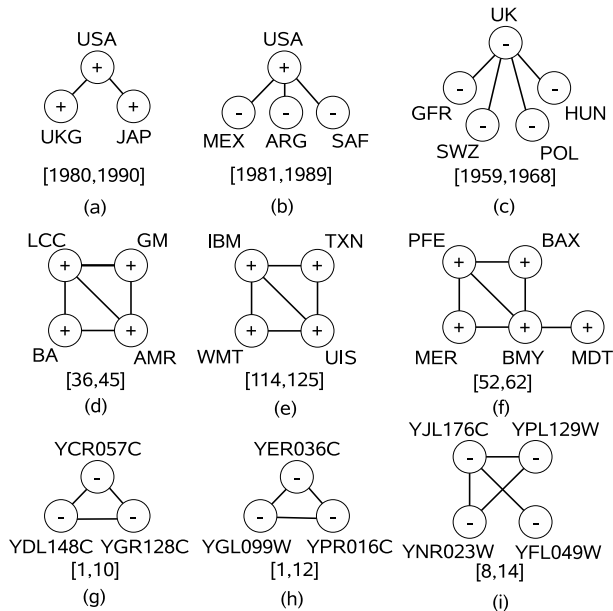 USA
+
+ +
UKG JAP
[1980,1990]
(a)
USA
+
- - -
MEX ARG SAF
[1981,1989]
(b)
UK
-
- -
GFR HUN
- -
SWZ POL
[1959,1968]
(c)
LCC GM
+ +
+ +
BA AMR
[36,45]
(d)
IBM TXN
+ +
+ +
WMT UIS
[114,125]
(e)
PFE BAX
+ +
+ + +
MER BMY MDT
[52,62]
(f)
YCR057C
-
- -
YDL148C YGR128C
[1,10]
(g)
YER036C
-
- -
YGL099W YPR016C
[1,12]
(h)
YJL176C YPL129W
- -
- -
YNR023W YFL049W
[8,14]
(i)